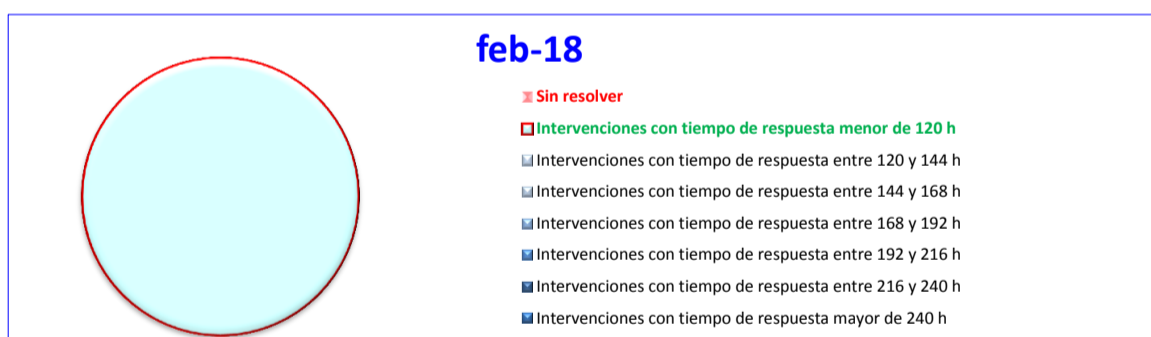 feb-18
Sin resolver
Intervenciones con tiempo de respuesta menor de 120 h
Intervenciones con tiempo de respuesta entre 120 y 144 h
Intervenciones con tiempo de respuesta entre 144 y 168 h
Intervenciones con tiempo de respuesta entre 168 y 192 h
Intervenciones con tiempo de respuesta entre 192 y 216 h
Intervenciones con tiempo de respuesta entre 216 y 240 h
Intervenciones con tiempo de respuesta mayor de 240 h